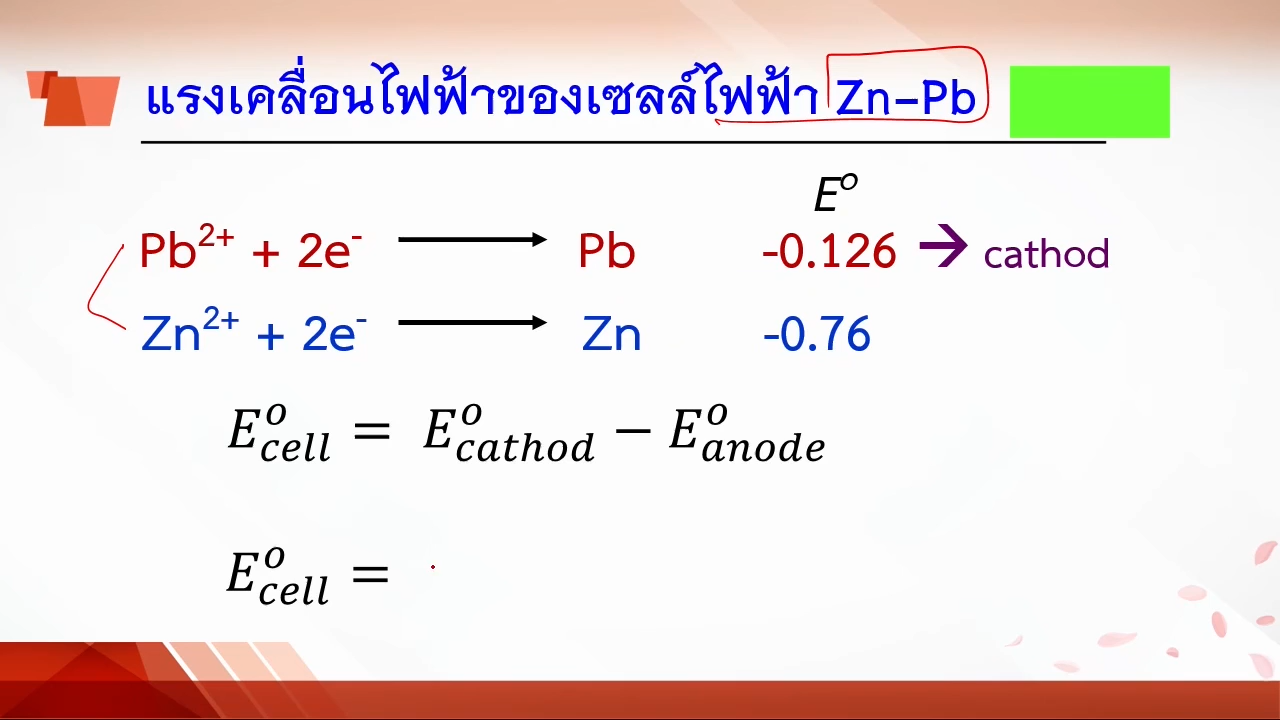 แรงเคลื่อนไฟฟ้าของเซลล์ไฟฟ้า Zn-Pb
E°
Pb²⁺ + 2e⁻ ⟶ Pb -0.126 → cathod
Zn²⁺ + 2e⁻ ⟶ Zn -0.76
E°cell = E°cathod − E°anode
E°cell =